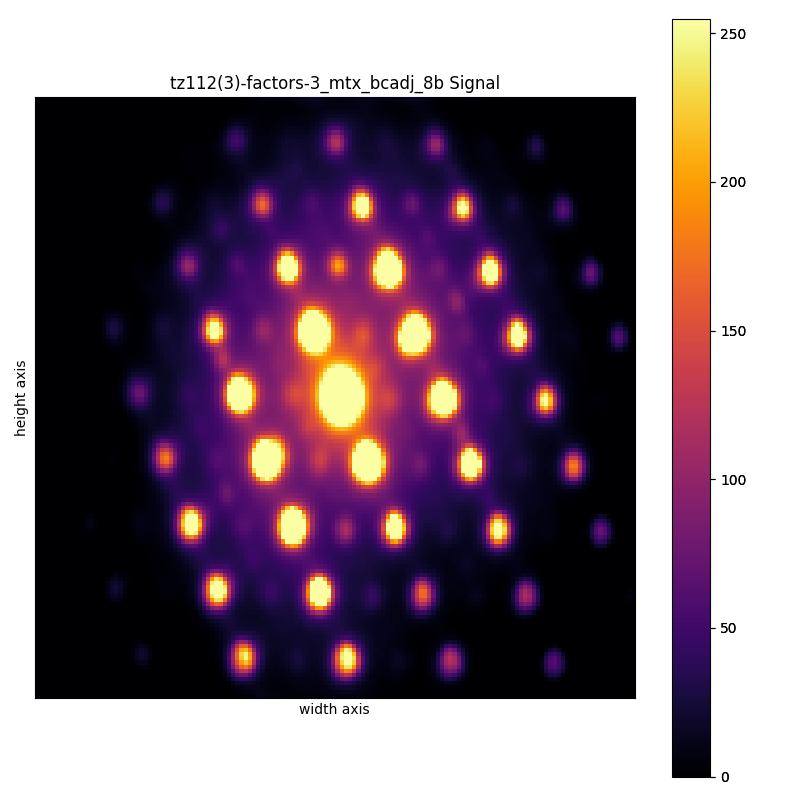 tz112(3)-factors-3_mtx_bcadj_8b Signal
height axis
width axis
250
200
150
100
50
0